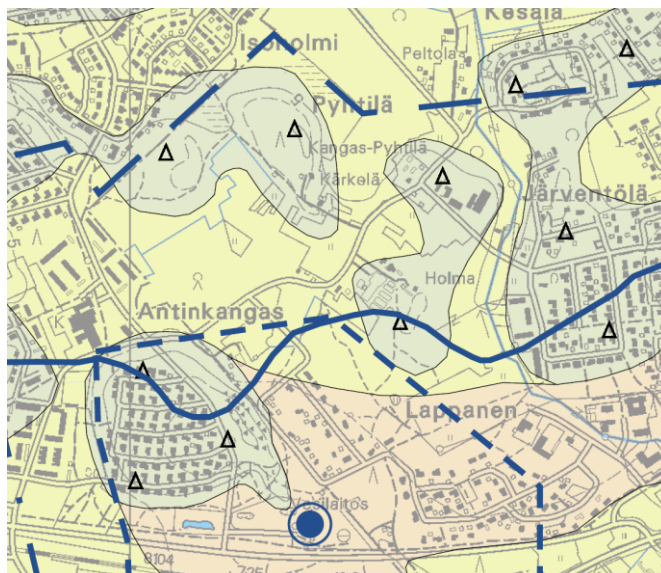 Kesälä
Isoholmi
Peltola
Pyhtilä
Kangas-Pyhtilä
Kärkelä
Järventölä
Holma
Antinkangas
Lappanen
8104